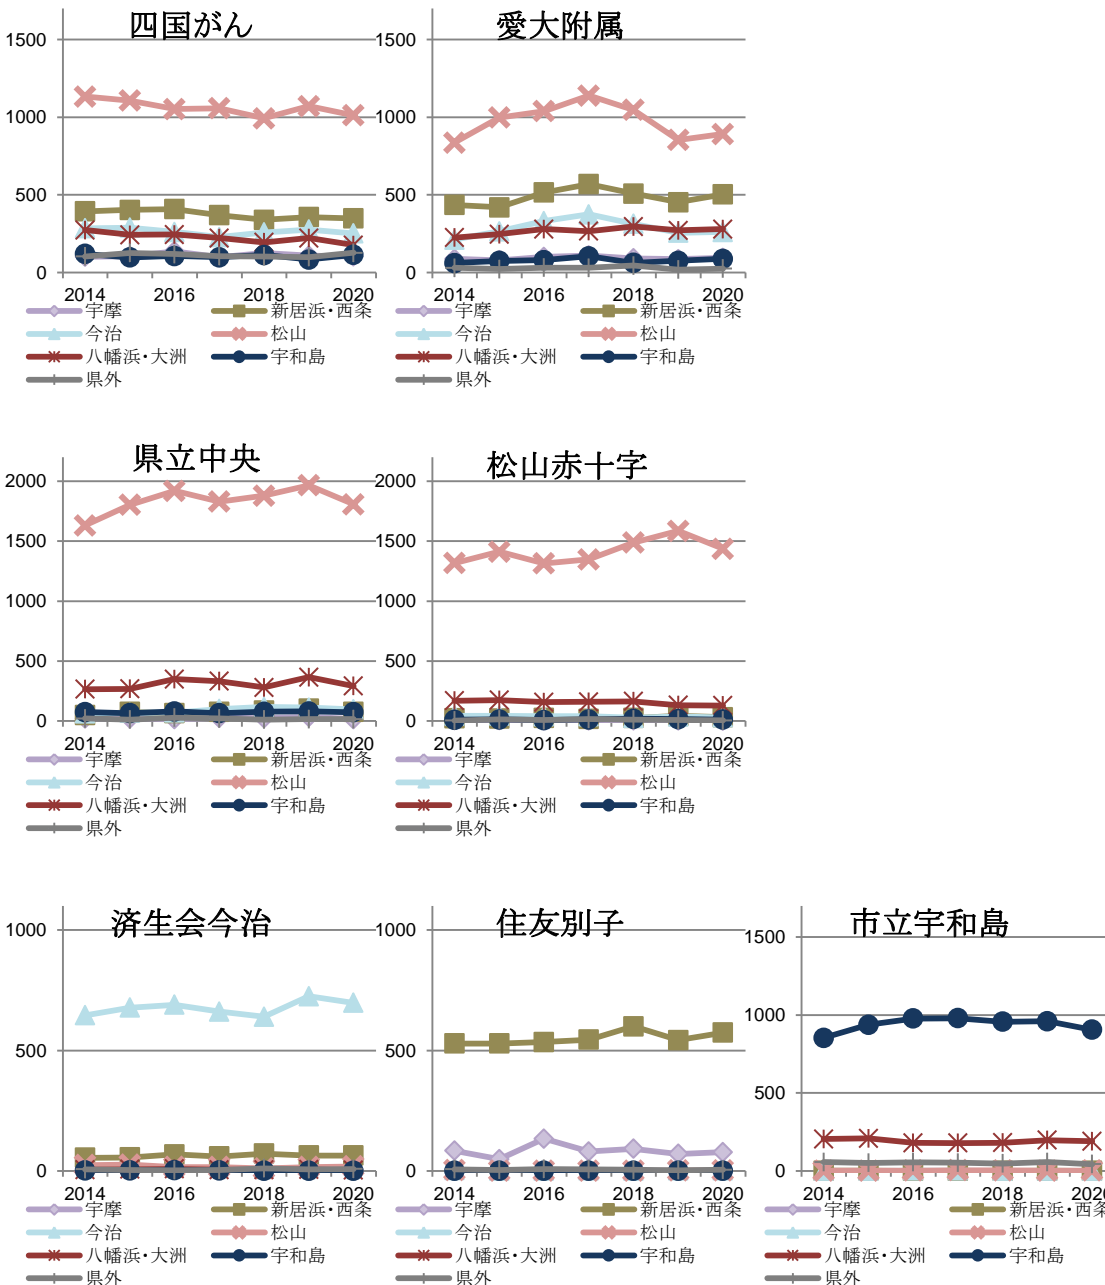 四国がん
愛大附属
1500
1000
500
0
2014 2016 2018 2020
1500
1000
500
0
2014 2016 2018 2020
宇摩 新居浜・西条
今治 松山
八幡浜・大洲 宇和島
県外
宇摩 新居浜・西条
今治 松山
八幡浜・大洲 宇和島
県外
県立中央
松山赤十字
2000
1500
1000
500
0
2014 2016 2018 2020
2000
1500
1000
500
0
2014 2016 2018 2020
宇摩 新居浜・西条
今治 松山
八幡浜・大洲 宇和島
県外
宇摩 新居浜・西条
今治 松山
八幡浜・大洲 宇和島
県外
済生会今治
住友別子
市立宇和島
1000
500
0
2014 2016 2018 2020
1000
500
0
2014 2016 2018 2020
1500
1000
500
0
2014 2016 2018 2020
宇摩 新居浜・西条
今治 松山
八幡浜・大洲 宇和島
県外
宇摩 新居浜・西条
今治 松山
八幡浜・大洲 宇和島
県外
宇摩 新居浜・西条
今治 松山
八幡浜・大洲 宇和島
県外